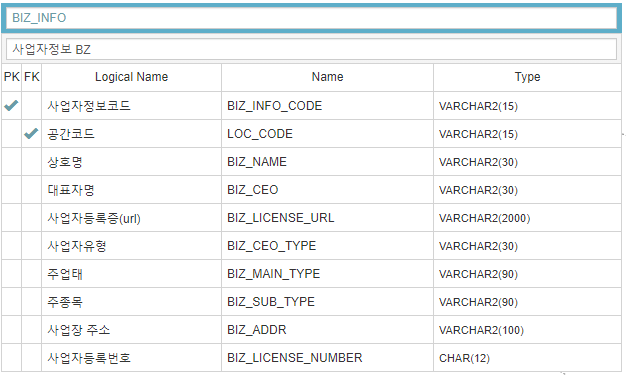 BIZ_INFO
사업자정보 BZ
PK FK Logical Name Name Type
사업자정보코드 BIZ_INFO_CODE VARCHAR2(15)
공간코드 LOC_CODE VARCHAR2(15)
상호명 BIZ_NAME VARCHAR2(30)
대표자명 BIZ_CEO VARCHAR2(30)
사업자등록증(url) BIZ_LICENSE_URL VARCHAR2(2000)
사업자유형 BIZ_CEO_TYPE VARCHAR2(30)
주업태 BIZ_MAIN_TYPE VARCHAR2(90)
주종목 BIZ_SUB_TYPE VARCHAR2(90)
사업장 주소 BIZ_ADDR VARCHAR2(100)
사업자등록번호 BIZ_LICENSE_NUMBER CHAR(12)